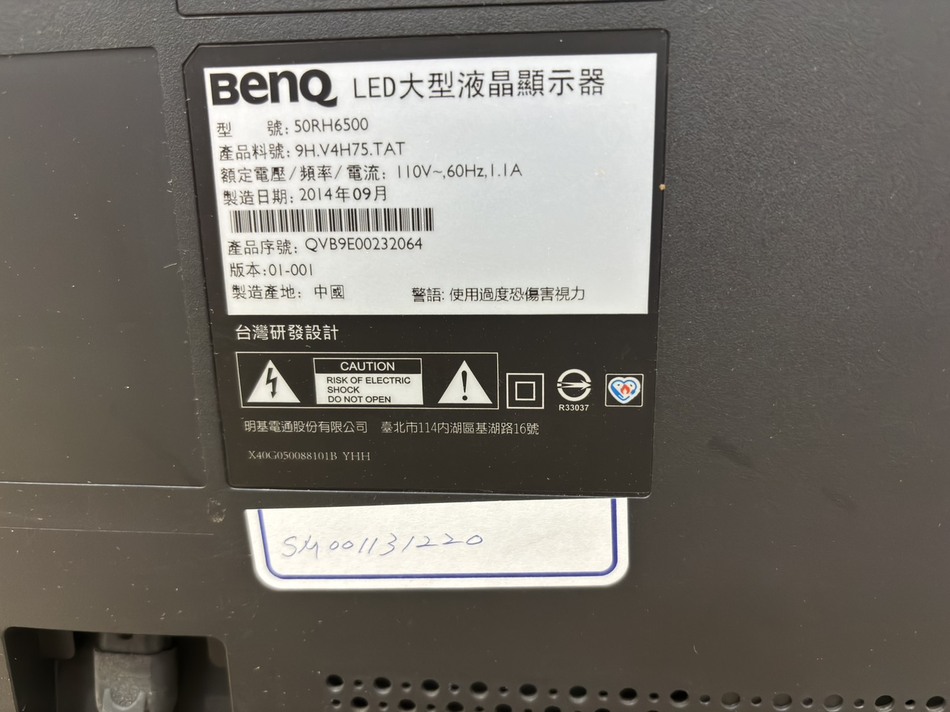 BenQ LED大型液晶顯示器
型 號: 50RH6500
產品料號: 9H.V4H75.TAT
額定電壓/頻率/電流: 110V~,60Hz,1.1A
製造日期: 2014年09月
產品序號: QVB9E00232064
版本:01-001
製造產地: 中國 警語: 使用過度恐傷害視力
台灣研發設計
CAUTION
RISK OF ELECTRIC
SHOCK
DO NOT OPEN
R33037
明基電通股份有限公司 臺北市114內湖區基湖路16號
X40G050088101B YHH
SM001131220